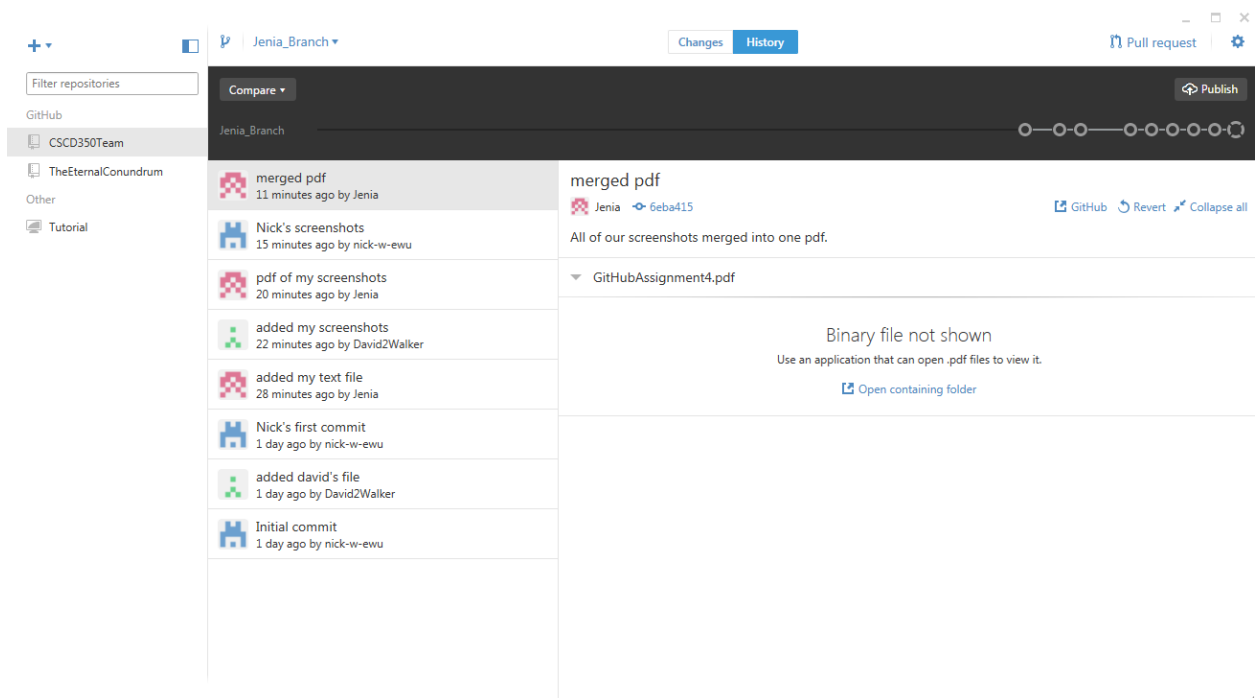 Jenia_Branch
Changes
History
Pull request
Filter repositories
GitHub
CSCD350Team
TheEternalConundrum
Other
Tutorial
Compare
Publish
Jenia_Branch
merged pdf
11 minutes ago by Jenia
Nick's screenshots
15 minutes ago by nick-w-ewu
pdf of my screenshots
20 minutes ago by Jenia
added my screenshots
22 minutes ago by David2Walker
added my text file
28 minutes ago by Jenia
Nick's first commit
1 day ago by nick-w-ewu
added david's file
1 day ago by David2Walker
Initial commit
1 day ago by nick-w-ewu
merged pdf
Jenia 6eba415
GitHub Revert Collapse all
All of our screenshots merged into one pdf.
GitHubAssignment4.pdf
Binary file not shown
Use an application that can open .pdf files to view it.
Open containing folder